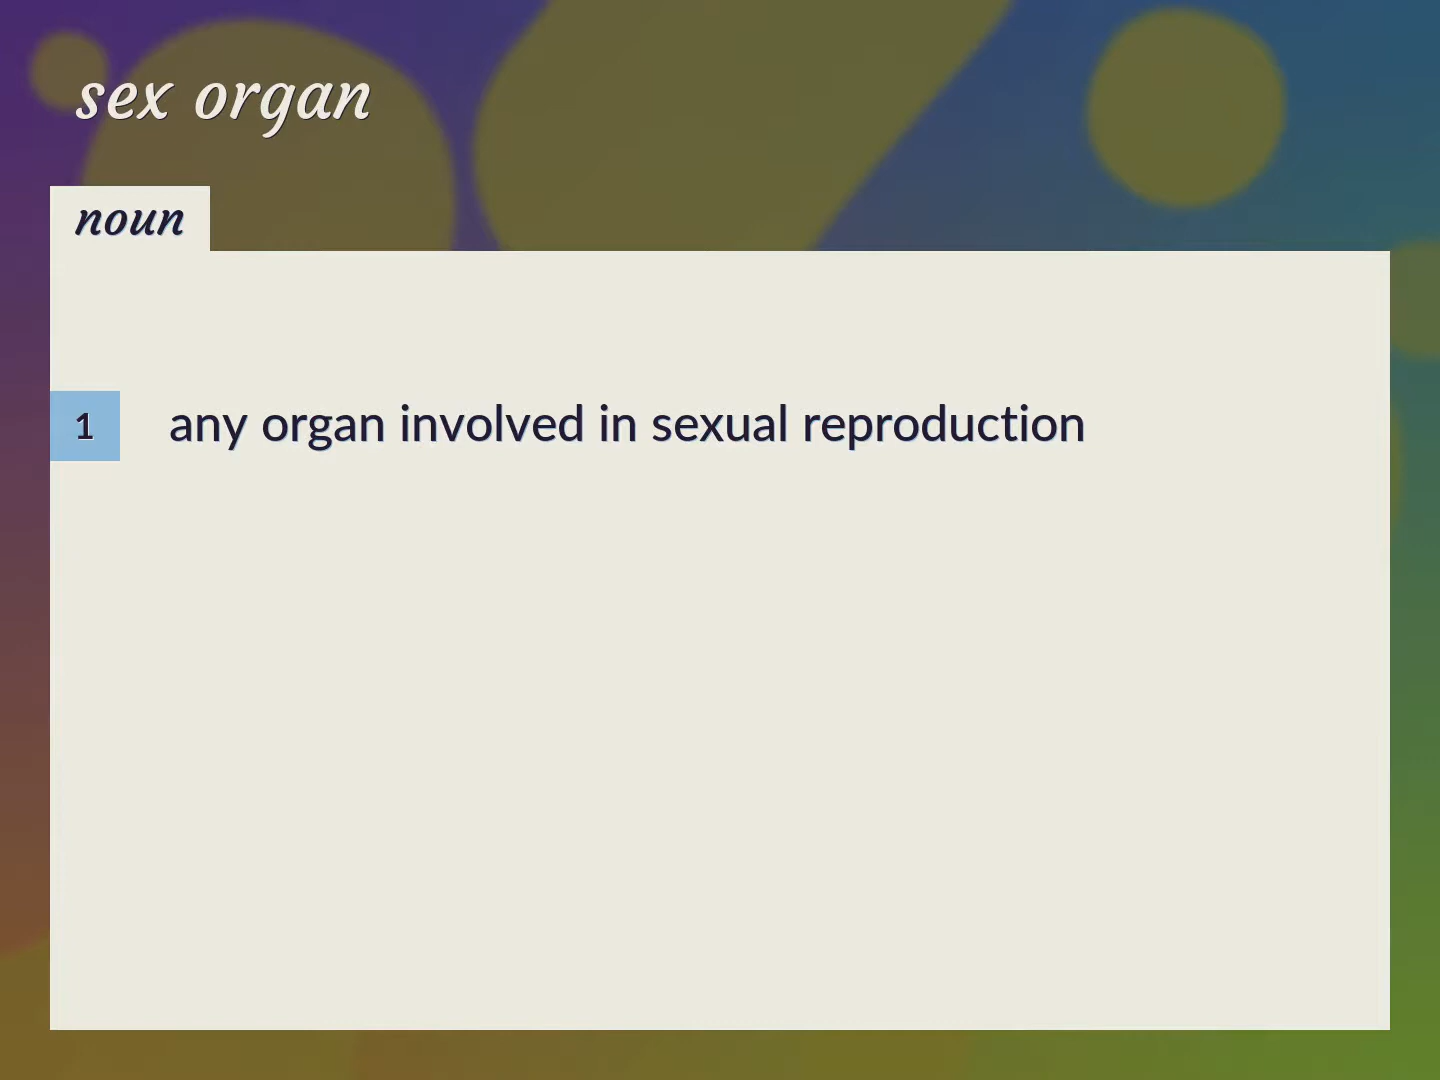 sex organ
noun
1 any organ involved in sexual reproduction